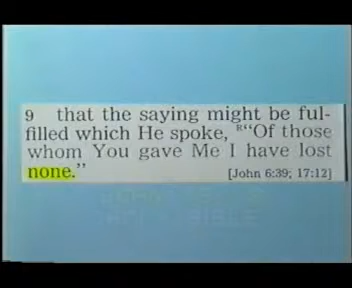 9 that the saying might be ful-
filled which He spoke, R“Of those
whom You gave Me I have lost
none.”
[John 6:39; 17:12]